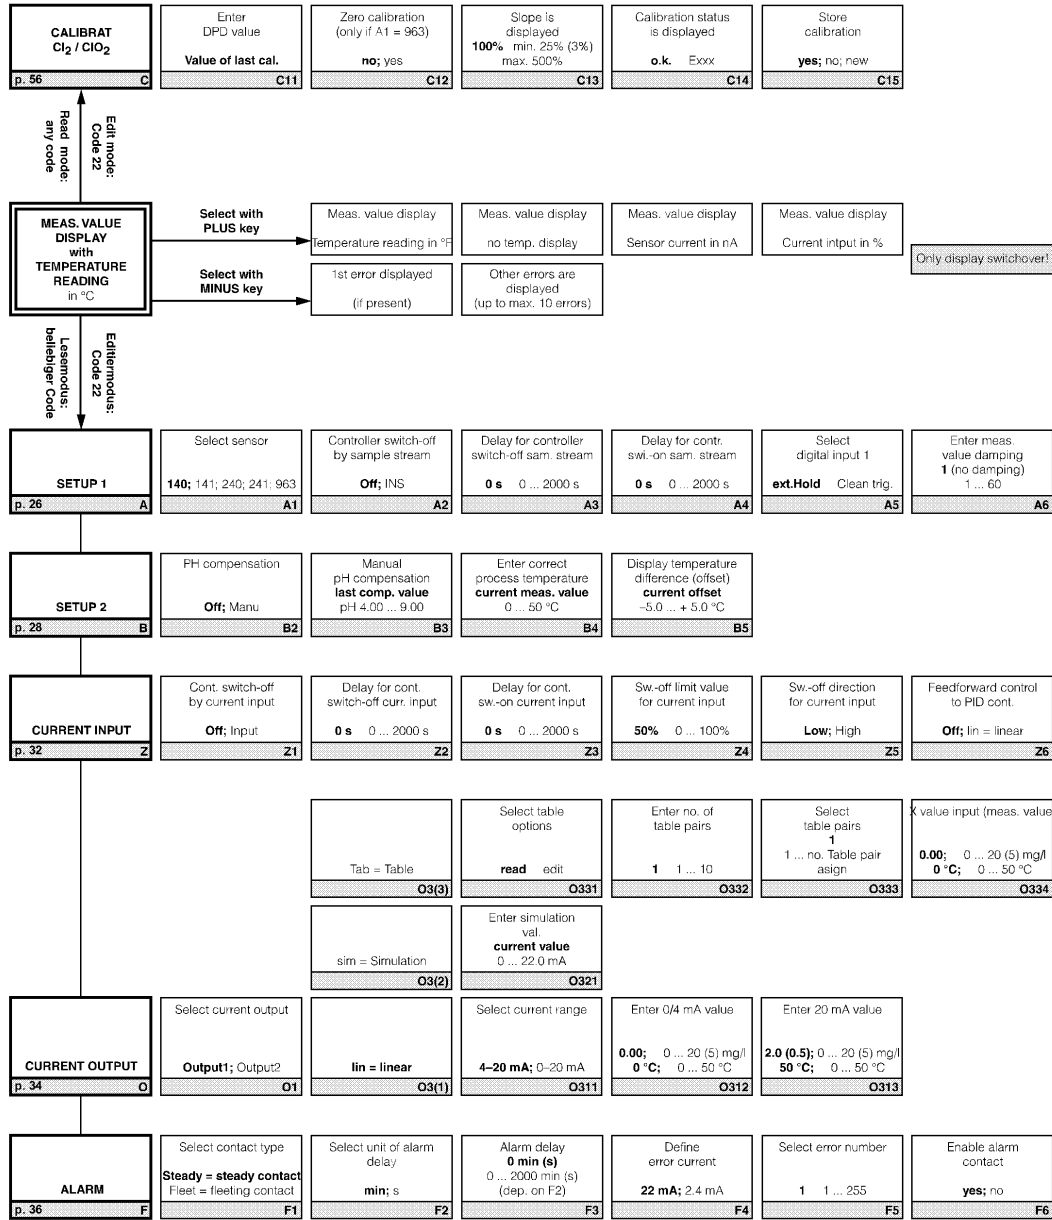 CALIBRAT
Cl2 / ClO2
p. 56 C
Enter
DPD value
Value of last cal.
C11
Zero calibration
(only if A1 = 963)
no; yes
C12
Slope is
displayed
100% min. 25% (3%)
max. 500%
C13
Calibration status
is displayed
o.k. Exxx
C14
Store
calibration
yes; no; new
C15
Read mode:
any code
Edit mode:
Code 22
MEAS. VALUE
DISPLAY
with
TEMPERATURE
READING
in °C
Select with
PLUS key
Meas. value display
Temperature reading in °F
Meas. value display
no temp. display
Meas. value display
Sensor current in nA
Meas. value display
Current intput in %
Only display switchover!
Select with
MINUS key
1st error displayed
(if present)
Other errors are
displayed
(up to max. 10 errors)
Lesemodus:
beliebiger Code
Editiermodus:
Code 22
SETUP 1
p. 26 A
Select sensor
140; 141; 240; 241; 963
A1
Controller switch-off
by sample stream
Off; INS
A2
Delay for controller
switch-off sam. stream
0 s 0 ... 2000 s
A3
Delay for contr.
swi.-on sam. stream
0 s 0 ... 2000 s
A4
Select
digital input 1
ext.Hold Clean trig.
A5
Enter meas.
value damping
1 (no damping)
1 ... 60
A6
SETUP 2
p. 28 B
PH compensation
Off; Manu
B2
Manual
pH compensation
last comp. value
pH 4.00 ... 9.00
B3
Enter correct
process temperature
current meas. value
0 ... 50 °C
B4
Display temperature
difference (offset)
current offset
–5.0 ... + 5.0 °C
B5
CURRENT INPUT
p. 32 Z
Cont. switch-off
by current input
Off; Input
Z1
Delay for cont.
switch-off curr. input
0 s 0 ... 2000 s
Z2
Delay for cont.
sw.-on current input
0 s 0 ... 2000 s
Z3
Sw.-off limit value
for current input
50% 0 ... 100%
Z4
Sw.-off direction
for current input
Low; High
Z5
Feedforward control
to PID cont.
Off; lin = linear
Z6
Tab = Table
O3(3)
Select table
options
read edit
O331
Enter no. of
table pairs
1 1 ... 10
O332
Select
table pairs
1
1 ... no. Table pair
asign
O333
X value input (meas. value
0.00; 0 ... 20 (5) mg/l
0 °C; 0 ... 50 °C
O334
sim = Simulation
O3(2)
Enter simulation
val.
current value
0 ... 22.0 mA
O321
CURRENT OUTPUT
p. 34 O
Select current output
Output1; Output2
O1
lin = linear
O3(1)
Select current range
4–20 mA; 0–20 mA
O311
Enter 0/4 mA value
0.00; 0 ... 20 (5) mg/l
0 °C; 0 ... 50 °C
O312
Enter 20 mA value
2.0 (0.5); 0 ... 20 (5) mg/l
50 °C; 0 ... 50 °C
O313
ALARM
p. 36 F
Select contact type
Steady = steady contact
Fleet = fleeting contact
F1
Select unit of alarm
delay
min; s
F2
Alarm delay
0 min (s)
0 ... 2000 min (s)
(dep. on F2)
F3
Define
error current
22 mA; 2.4 mA
F4
Select error number
1 1 ... 255
F5
Enable alarm
contact
yes; no
F6